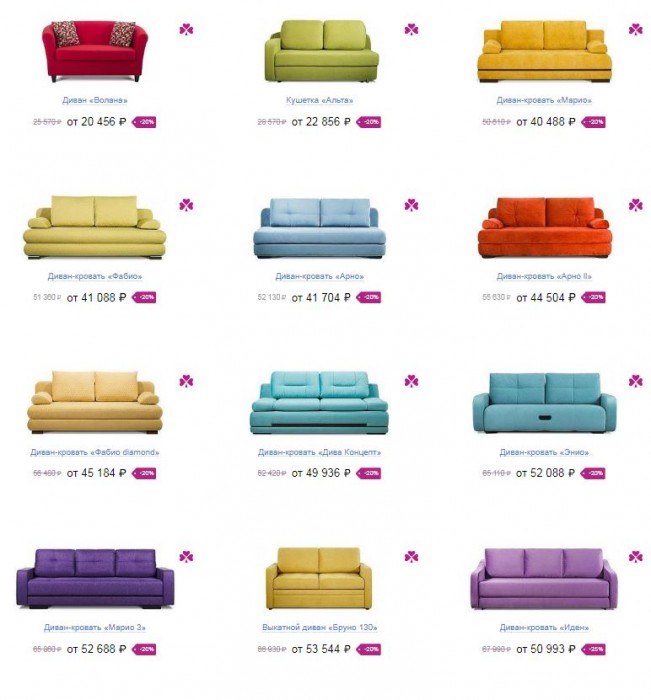 Диван «Волана»
25 570 ₽ от 20 456 ₽ -20%
Кушетка «Альта»
28 570 ₽ от 22 856 ₽ -20%
Диван-кровать «Марио»
50 610 ₽ от 40 488 ₽ -20%
Диван-кровать «Фабио»
51 360 ₽ от 41 088 ₽ -20%
Диван-кровать «Арно»
52 130 ₽ от 41 704 ₽ -20%
Диван-кровать «Арно II»
55 630 ₽ от 44 504 ₽ -20%
Диван-кровать «Фабио diamond»
56 480 ₽ от 45 184 ₽ -20%
Диван-кровать «Дива Концепт»
62 420 ₽ от 49 936 ₽ -20%
Диван-кровать «Энио»
65 110 ₽ от 52 088 ₽ -20%
Диван-кровать «Марио 3»
65 860 ₽ от 52 688 ₽ -20%
Выкатной диван «Бруно 130»
66 930 ₽ от 53 544 ₽ -20%
Диван-кровать «Иден»
67 990 ₽ от 50 993 ₽ -25%